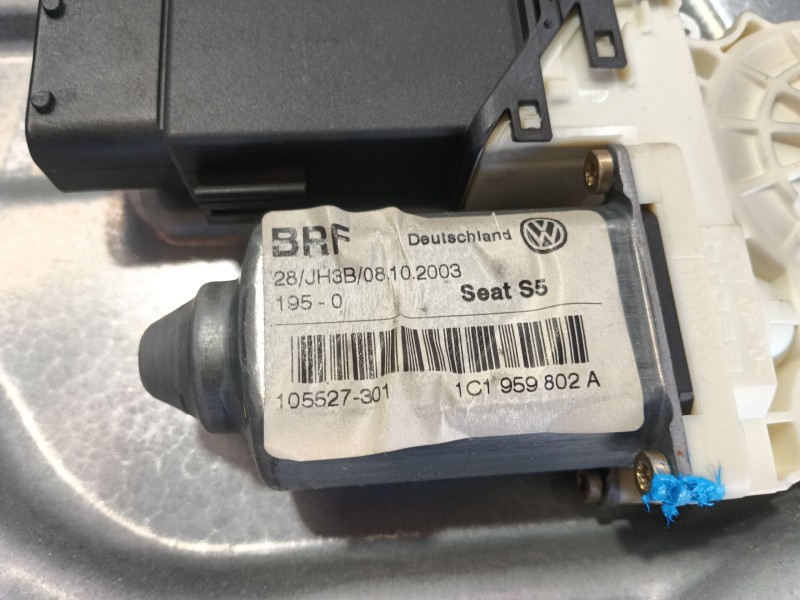 BRF Deutschland
28/JH3B/08.10.2003
195-0 Seat S5
105527-301 1C1 959 802 A